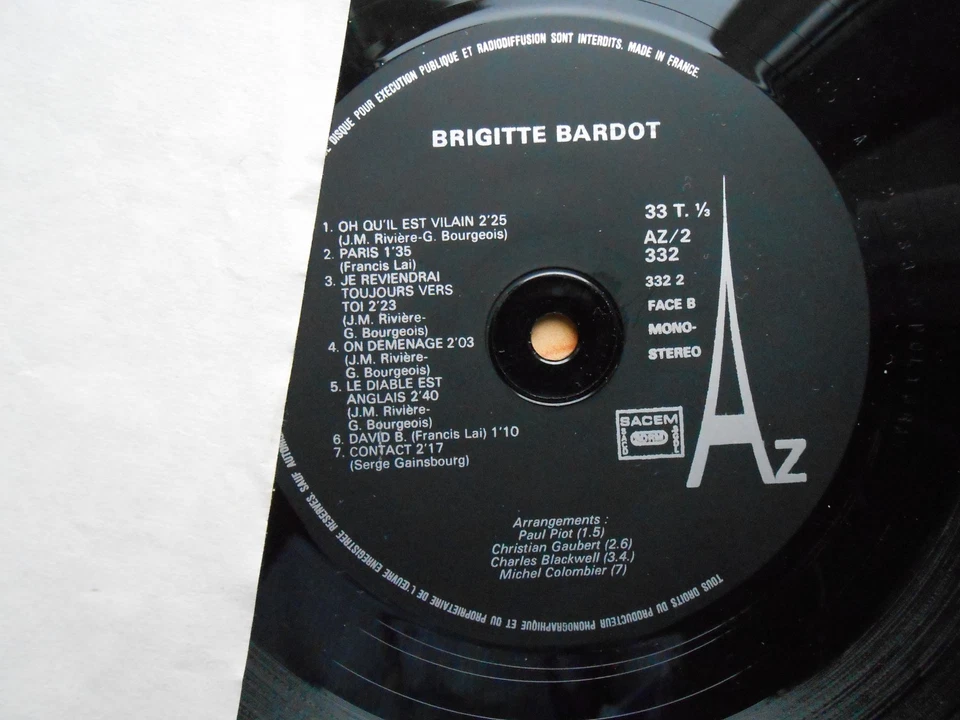 E DISQUE POUR EXECUTION PUBLIQUE ET RADIODIFFUSION SONT INTERDITS. MADE IN FRANCE.
BRIGITTE BARDOT
1. OH QU'IL EST VILAIN 2'25
(J.M. Rivière-G. Bourgeois)
2. PARIS 1'35
(Francis Lai)
3. JE REVIENDRAI
TOUJOURS VERS
TOI 2'23
(J.M. Rivière-
G. Bourgeois)
4. ON DEMENAGE 2'03
(J.M. Rivière-
G. Bourgeois)
5. LE DIABLE EST
ANGLAIS 2'40
(J.M. Rivière-
G. Bourgeois)
6. DAVID B. (Francis Lai) 1'10
7. CONTACT 2'17
(Serge Gainsbourg)
33 T. ⅓
AZ/2
332
332 2
FACE B
MONO-
STEREO
SACEM
SACD
SDRM
SGDL
AZ
Arrangements :
Paul Piot (1.5)
Christian Gaubert (2.6)
Charles Blackwell (3.4.)
Michel Colombier (7)
TOUS DROITS DU PRODUCTEUR PHONOGRAPHIQUE ET DU PROPRIETAIRE DE L'ŒUVRE ENREGISTREE RESERVES. SAUF AUTORI